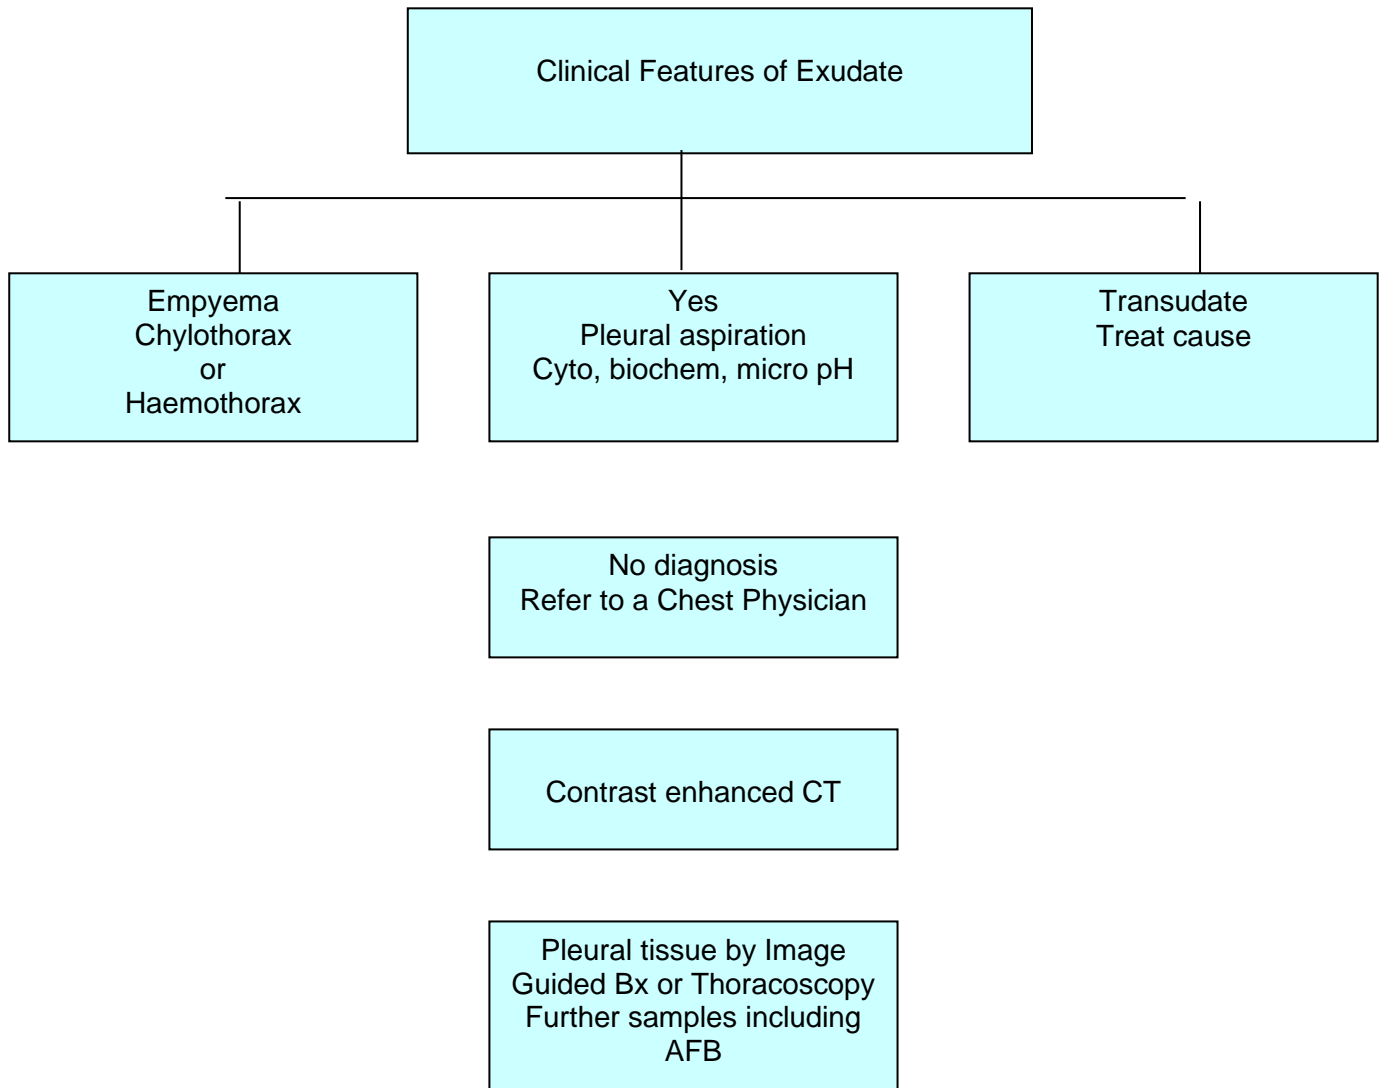 Clinical Features of Exudate
Empyema
Chylothorax
or
Haemothorax
Yes
Pleural aspiration
Cyto, biochem, micro pH
Transudate
Treat cause
No diagnosis
Refer to a Chest Physician
Contrast enhanced CT
Pleural tissue by Image
Guided Bx or Thoracoscopy
Further samples including
AFB